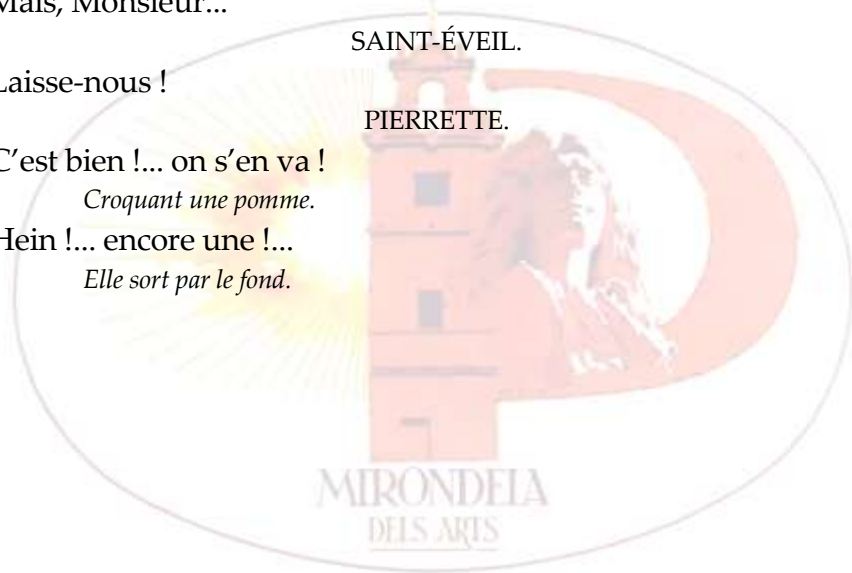 Mais, Monsieur...
SAINT-ÉVEIL.
Laisse-nous !
PIERRETTE.
C’est bien !... on s’en va !
Croquant une pomme.
Hein !... encore une !...
Elle sort par le fond.
MIRONDELA
DELS ARTS